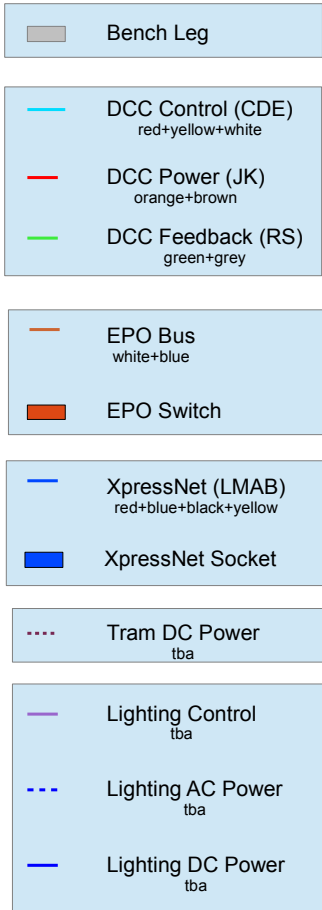 Bench Leg
DCC Control (CDE)
red+yellow+white
DCC Power (JK)
orange+brown
DCC Feedback (RS)
green+grey
EPO Bus
white+blue
EPO Switch
XpressNet (LMAB)
red+blue+black+yellow
XpressNet Socket
Tram DC Power
tba
Lighting Control
tba
Lighting AC Power
tba
Lighting DC Power
tba